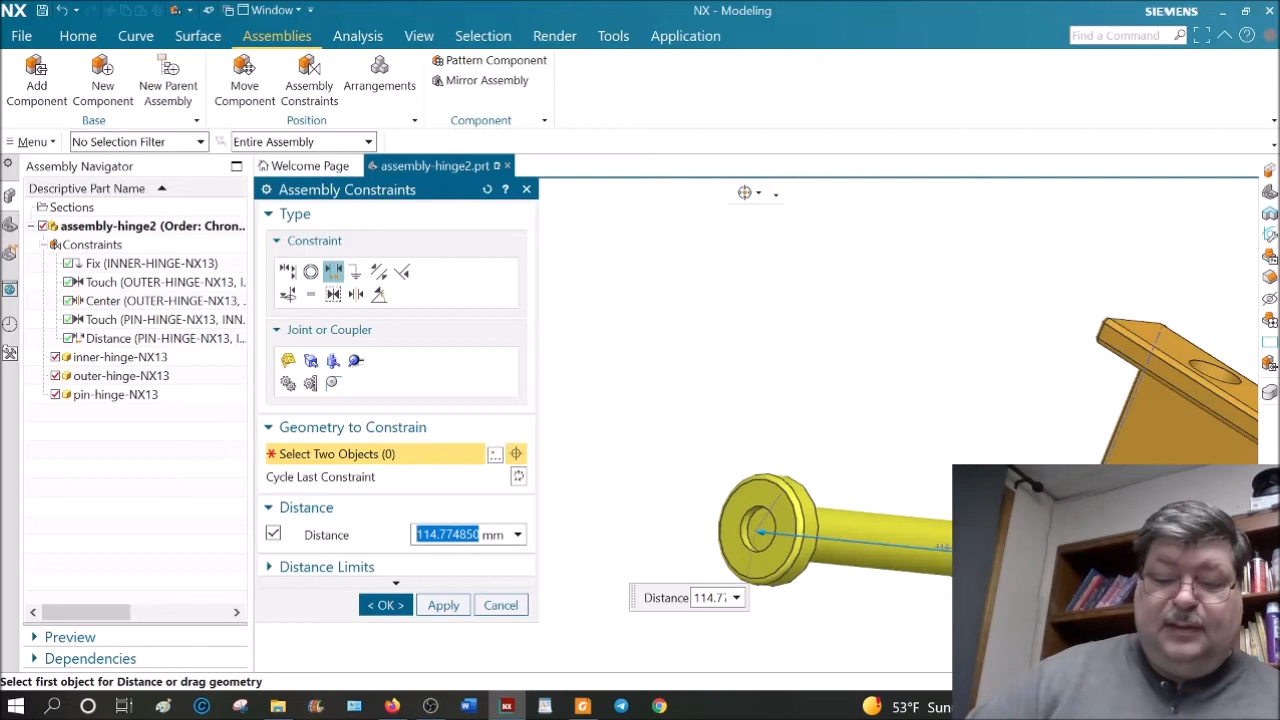 NX
Window
NX - Modeling
SIEMENS
File
Home
Curve
Surface
Assemblies
Analysis
View
Selection
Render
Tools
Application
Find a Command
Add Component
New Component
New Parent Assembly
Move Component
Assembly Constraints
Arrangements
Pattern Component
Mirror Assembly
Base
Position
Component
Menu
No Selection Filter
Entire Assembly
Assembly Navigator
Welcome Page
assembly-hinge2.prt
Descriptive Part Name
Sections
assembly-hinge2 (Order: Chron...
Constraints
Fix (INNER-HINGE-NX13)
Touch (OUTER-HINGE-NX13, I...
Center (OUTER-HINGE-NX13, ...
Touch (PIN-HINGE-NX13, INN...
Distance (PIN-HINGE-NX13, I...
inner-hinge-NX13
outer-hinge-NX13
pin-hinge-NX13
Preview
Dependencies
Assembly Constraints
Type
Constraint
Joint or Coupler
Geometry to Constrain
* Select Two Objects (0)
Cycle Last Constraint
Distance
Distance 114.774850 mm
Distance Limits
< OK >
Apply
Cancel
Distance 114.77
Select first object for Distance or drag geometry
53°F Sun